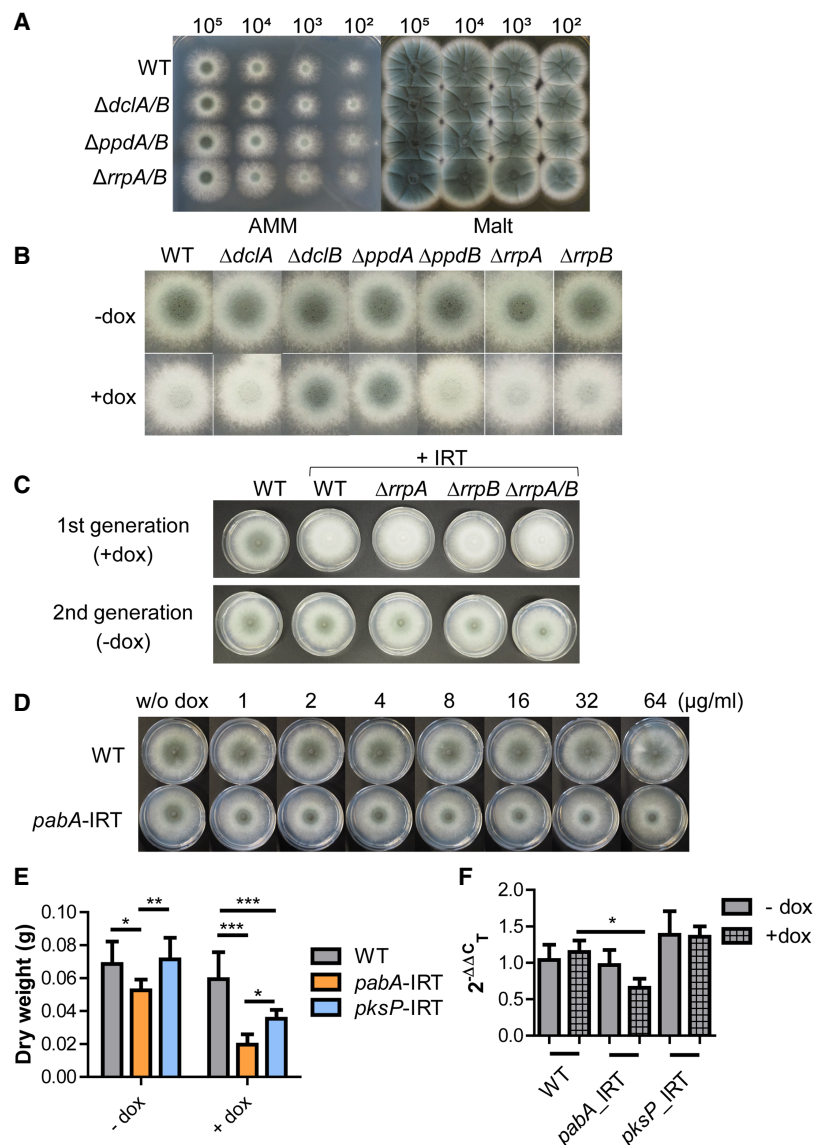 A
10⁵ 10⁴ 10³ 10² 10⁵ 10⁴ 10³ 10²
WT
ΔdclA/B
ΔppdA/B
ΔrrpA/B
AMM Malt
B
WT ΔdclA ΔdclB ΔppdA ΔppdB ΔrrpA ΔrrpB
-dox
+dox
+ IRT
C
WT WT ΔrrpA ΔrrpB ΔrrpA/B
1st generation
(+dox)
2nd generation
(-dox)
D
w/o dox 1 2 4 8 16 32 64 (µg/ml)
WT
pabA-IRT
E
Dry weight (g)
0.10
0.08
0.06
0.04
0.02
0.00
* ** *** *** *
- dox
+ dox
WT
pabA-IRT
pksP-IRT
F
2^-ΔΔC_T
2.0
1.5
1.0
0.5
0.0
*
- dox
+dox
WT
pabA_IRT
pksP_IRT